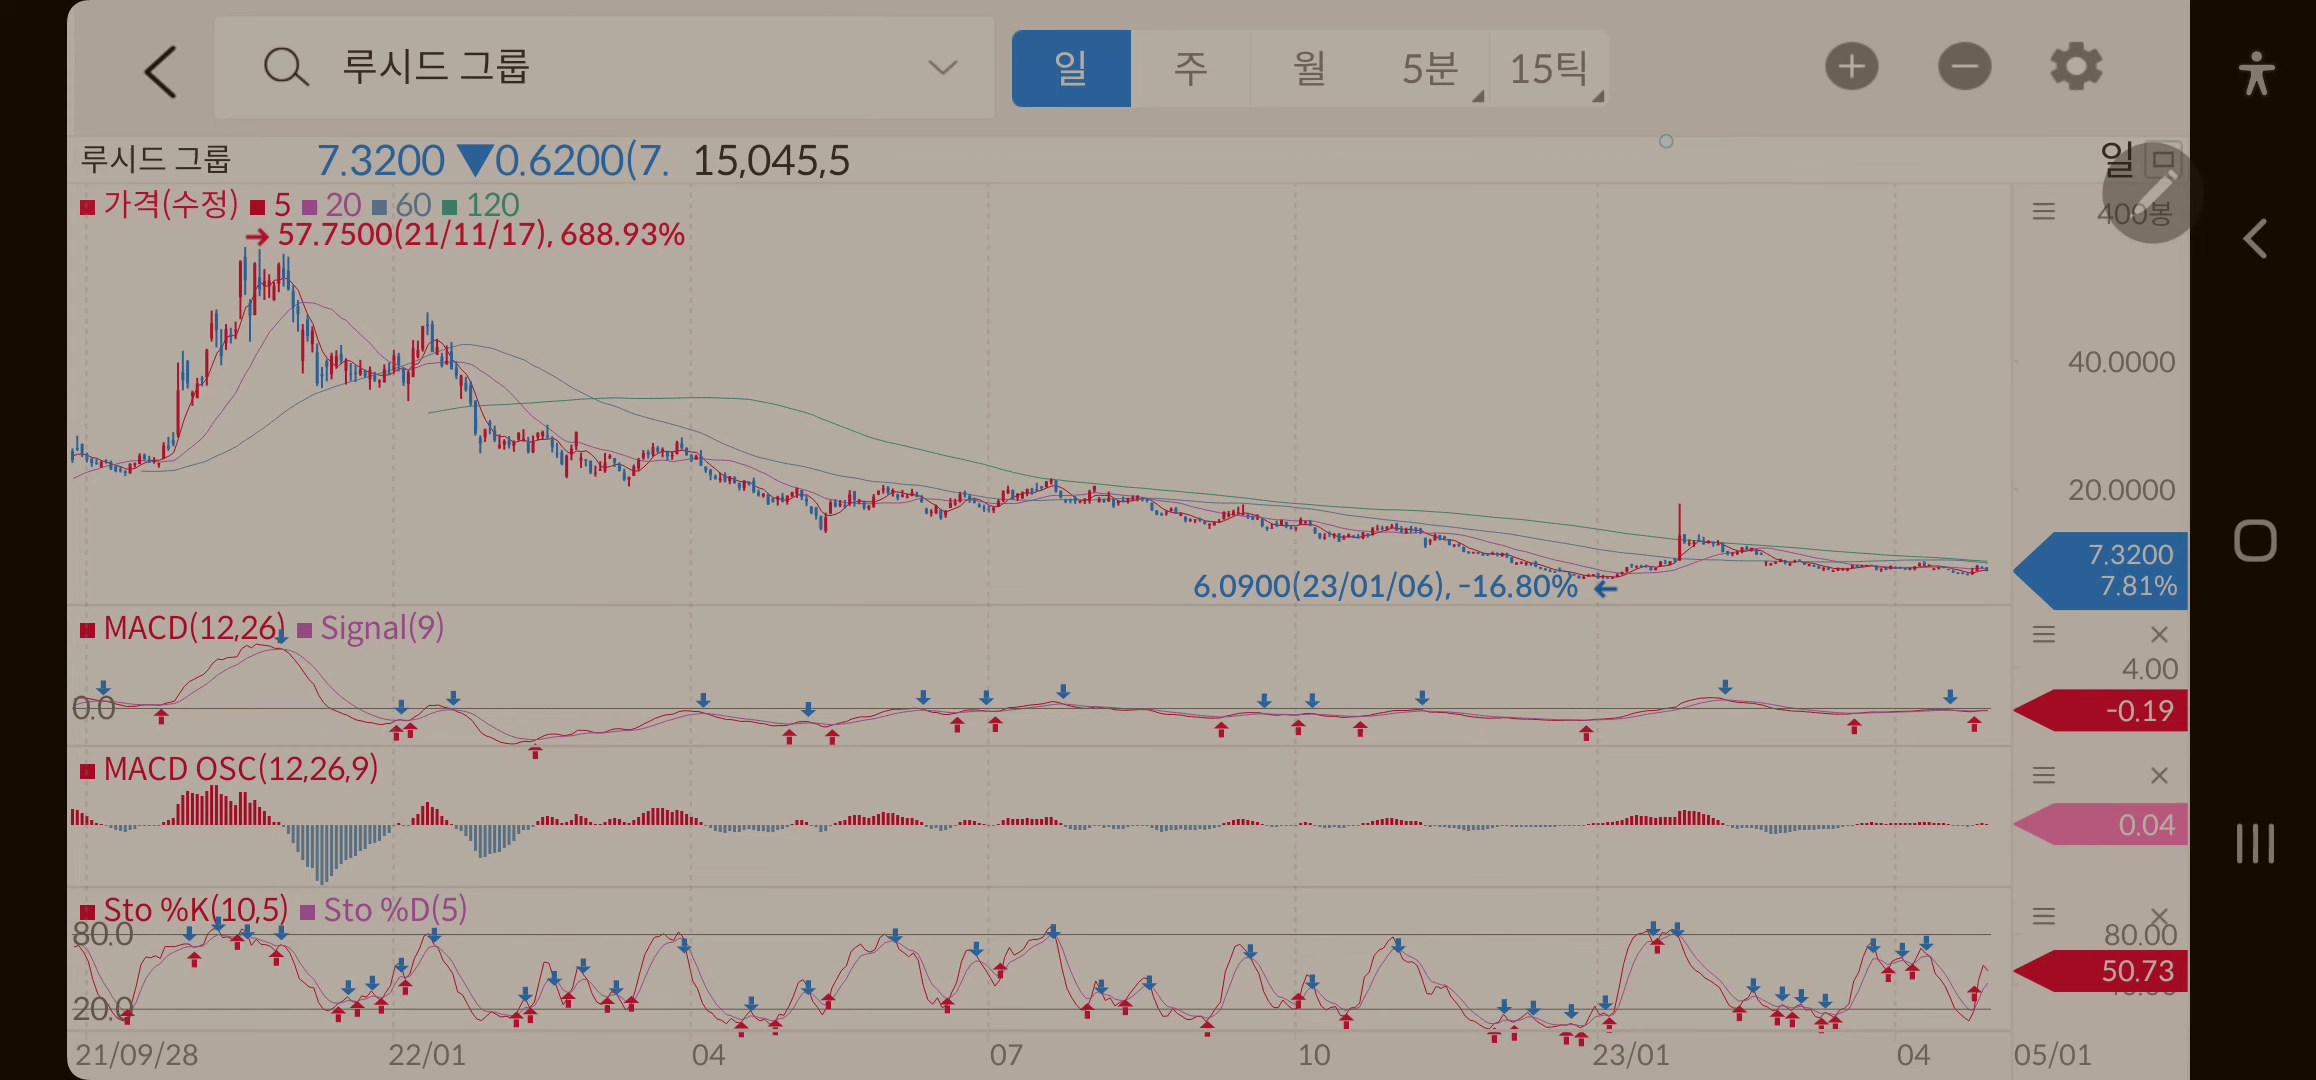 루시드 그룹
일 주 월 5분 15틱
루시드 그룹 7.3200 ▼0.6200(7. 15,045,5 일
가격(수정) 5 20 60 120
400봉
→ 57.7500(21/11/17), 688.93%
40.0000
20.0000
7.3200
7.81%
6.0900(23/01/06), -16.80% ←
MACD(12,26) Signal(9)
4.00
0.0
-0.19
MACD OSC(12,26,9)
0.04
Sto %K(10,5) Sto %D(5)
80.0
80.00
50.73
20.0
21/09/28 22/01 04 07 10 23/01 04 05/01